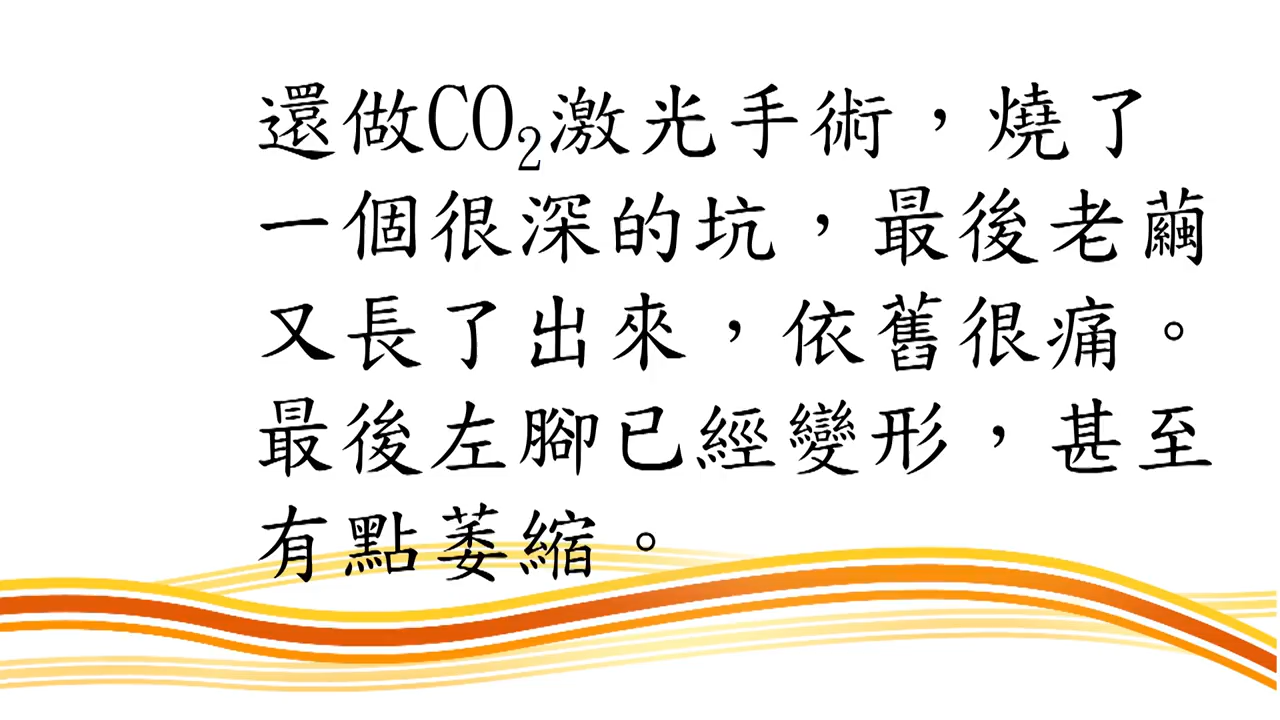 還做CO₂激光手術，燒了
一個很深的坑，最後老繭
又長了出來，依舊很痛。
最後左腳已經變形，甚至
有點萎縮。